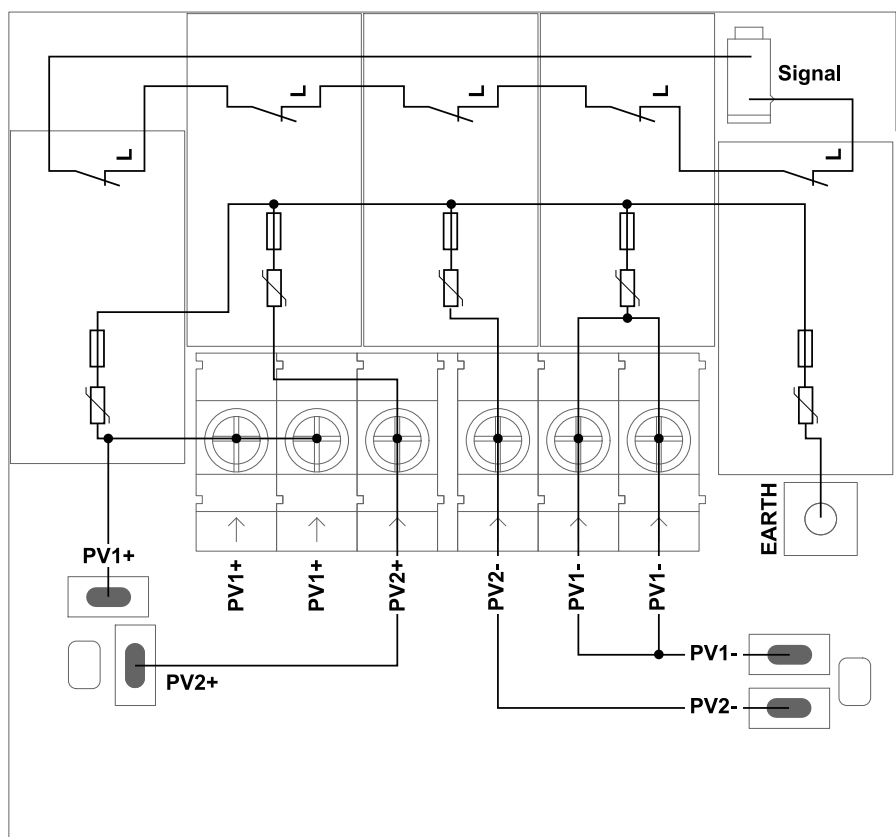 Signal
L
L
L
L
L
EARTH
PV1+
PV1+
PV1+
PV2+
PV2-
PV1-
PV1-
PV2+
PV1-
PV2-